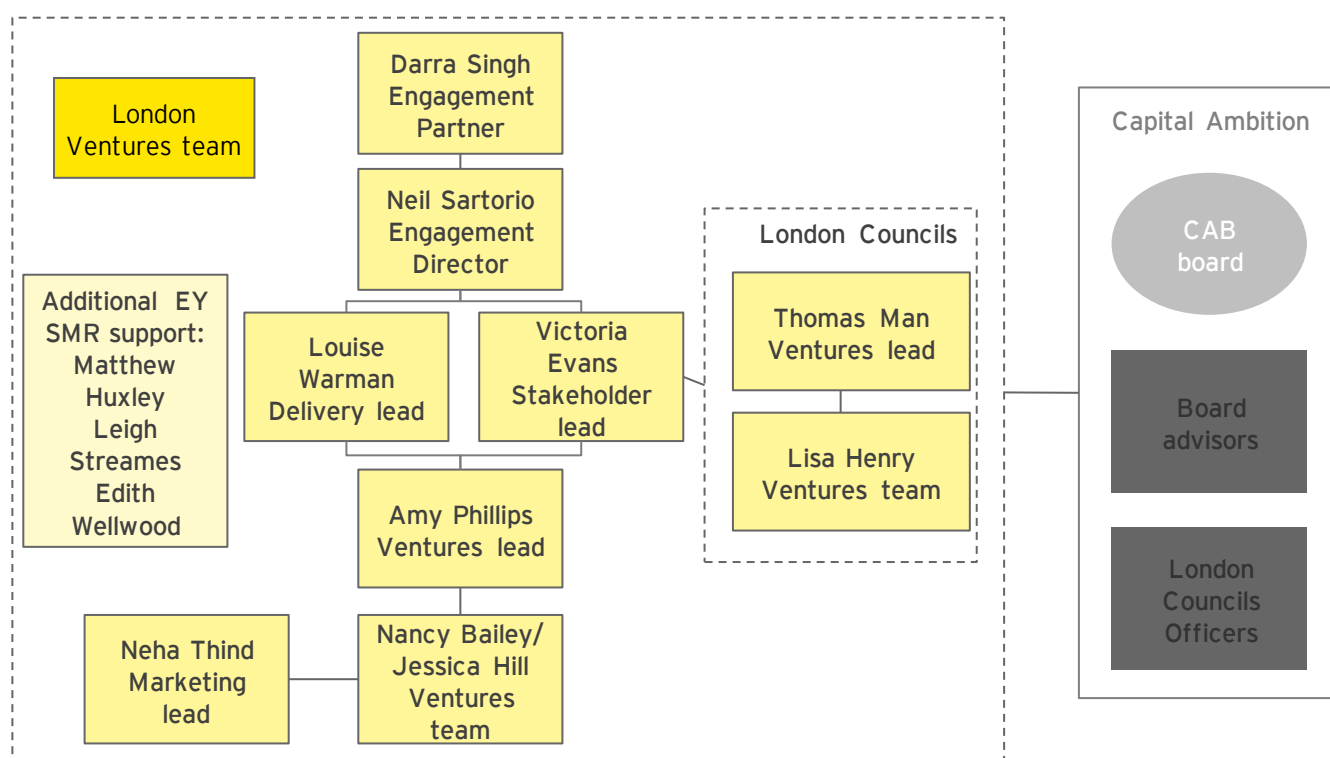 London
Ventures team
Darra Singh
Engagement
Partner
Neil Sartorio
Engagement
Director
Additional EY
SMR support:
Matthew
Huxley
Leigh
Streames
Edith
Wellwood
Louise
Warman
Delivery lead
Victoria
Evans
Stakeholder
lead
Amy Phillips
Ventures lead
Neha Thind
Marketing
lead
Nancy Bailey/
Jessica Hill
Ventures
team
London Councils
Thomas Man
Ventures lead
Lisa Henry
Ventures team
Capital Ambition
CAB
board
Board
advisors
London
Councils
Officers